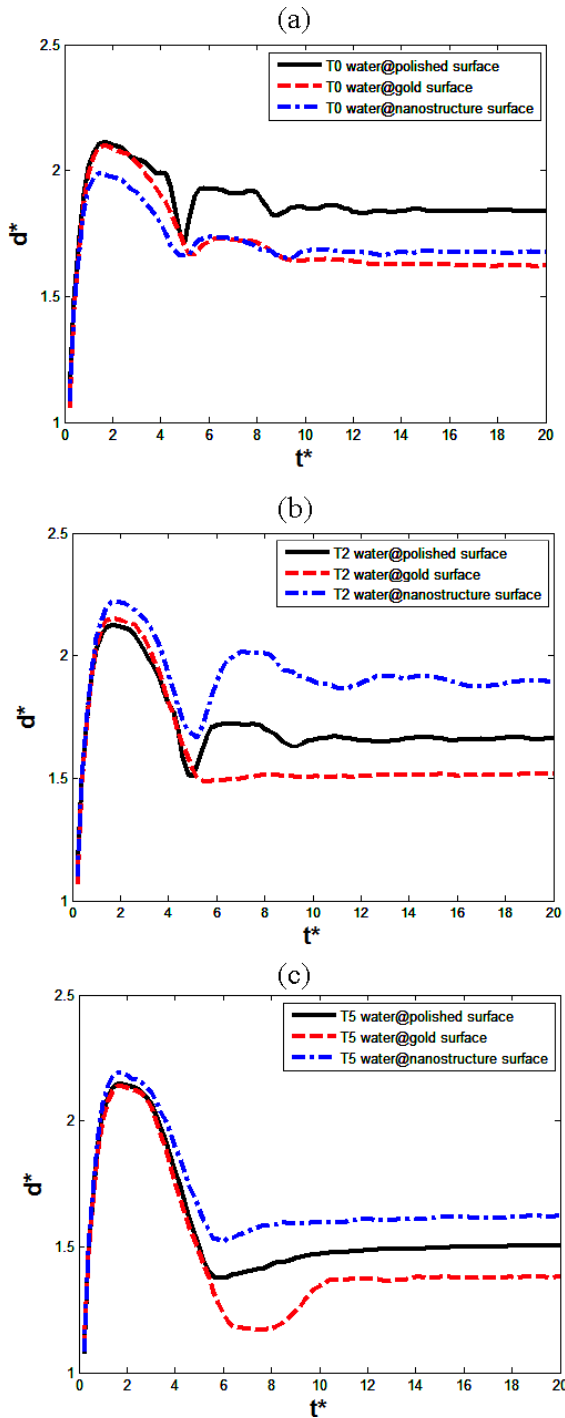 (a)
2.5
T0 water@polished surface
T0 water@gold surface
T0 water@nanostructure surface
2
d*
1.5
1
0 2 4 6 8 10 12 14 16 18 20
t*
(b)
2.5
T2 water@polished surface
T2 water@gold surface
T2 water@nanostructure surface
2
d*
1.5
1
0 2 4 6 8 10 12 14 16 18 20
t*
(c)
2.5
T5 water@polished surface
T5 water@gold surface
T5 water@nanostructure surface
2
d*
1.5
1
0 2 4 6 8 10 12 14 16 18 20
t*